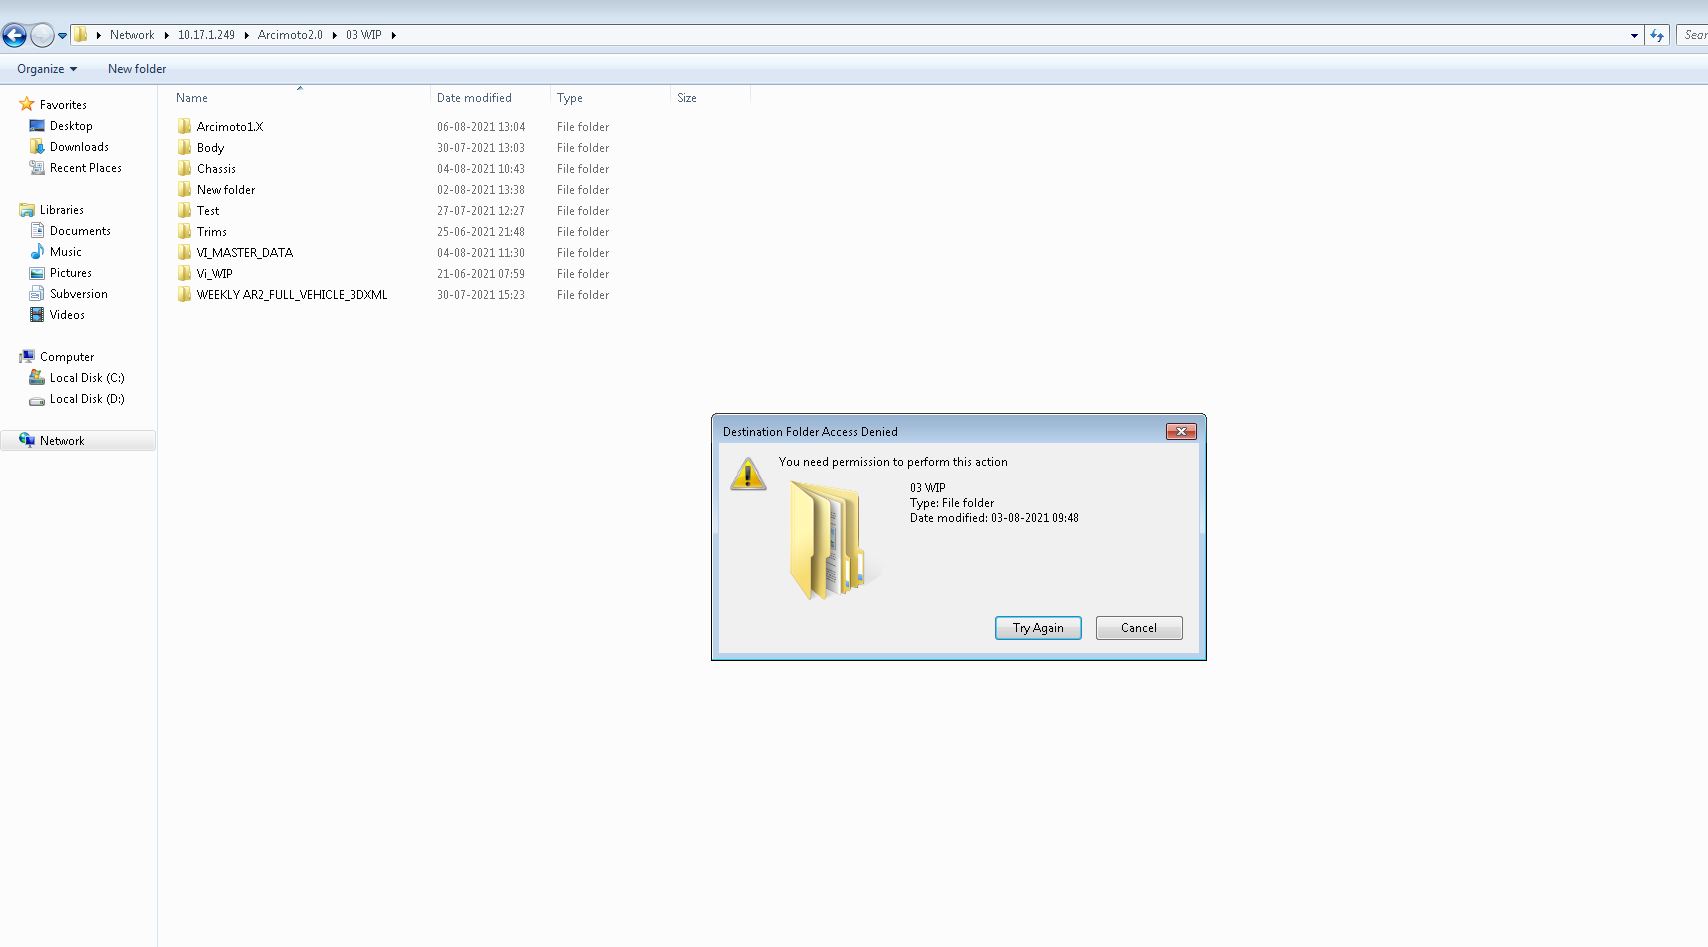 Network 10.17.1.249 Arcimoto2.0 03 WIP
Sear
Organize New folder
Favorites
Desktop
Downloads
Recent Places
Libraries
Documents
Music
Pictures
Subversion
Videos
Computer
Local Disk (C:)
Local Disk (D:)
Network
Name Date modified Type Size
Arcimoto1.X 06-08-2021 13:04 File folder
Body 30-07-2021 13:03 File folder
Chassis 04-08-2021 10:43 File folder
New folder 02-08-2021 13:38 File folder
Test 27-07-2021 12:27 File folder
Trims 25-06-2021 21:48 File folder
VI_MASTER_DATA 04-08-2021 11:30 File folder
Vi_WIP 21-06-2021 07:59 File folder
WEEKLY AR2_FULL_VEHICLE_3DXML 30-07-2021 15:23 File folder
Destination Folder Access Denied
You need permission to perform this action
03 WIP
Type: File folder
Date modified: 03-08-2021 09:48
Try Again Cancel